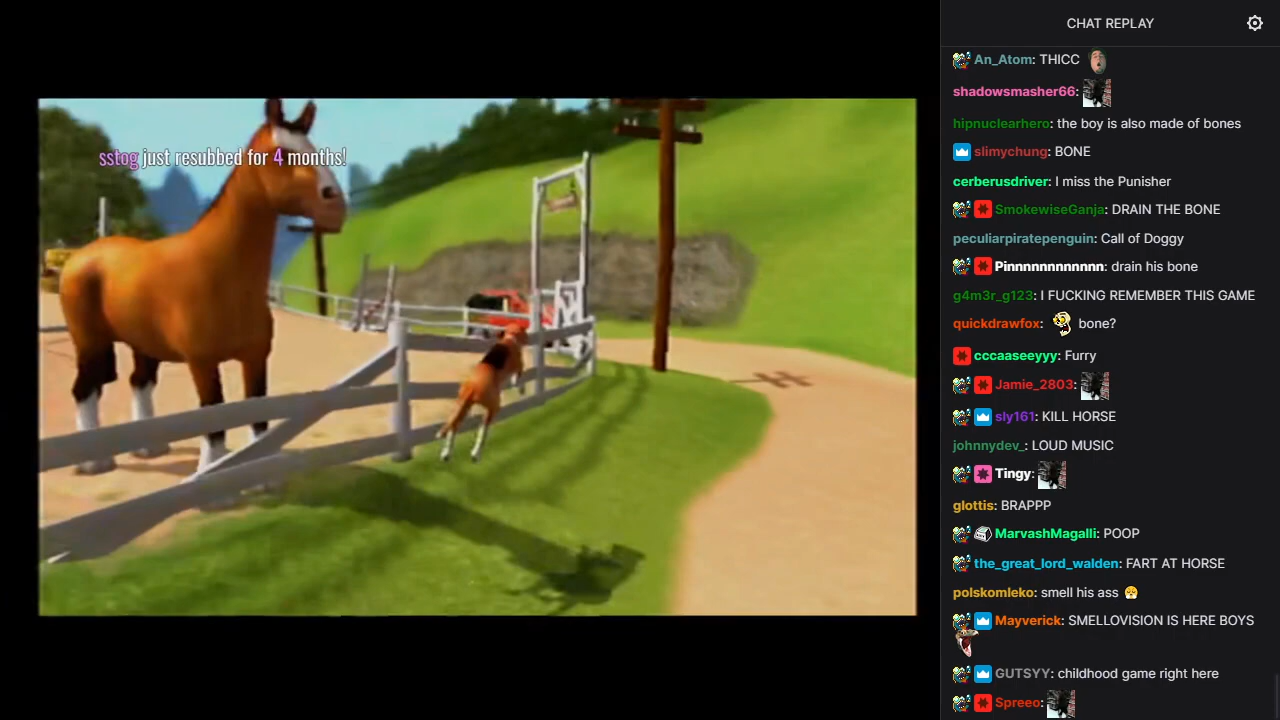 CHAT REPLAY
sstog just resubbed for 4 months!
An_Atom: THICC
shadowsmasher66:
hipnuclearhero: the boy is also made of bones
slimychung: BONE
cerberusdriver: I miss the Punisher
SmokewiseGanja: DRAIN THE BONE
peculiarpiratepenguin: Call of Doggy
Pinnnnnnnnnnn: drain his bone
g4m3r_g123: I FUCKING REMEMBER THIS GAME
quickdrawfox: bone?
cccaaseeyyy: Furry
Jamie_2803:
sly161: KILL HORSE
johnnydev_: LOUD MUSIC
Tingy:
glottis: BRAPPP
MarvashMagalli: POOP
the_great_lord_walden: FART AT HORSE
polskomleko: smell his ass
Mayverick: SMELLOVISION IS HERE BOYS
GUTSYY: childhood game right here
Spreeo: